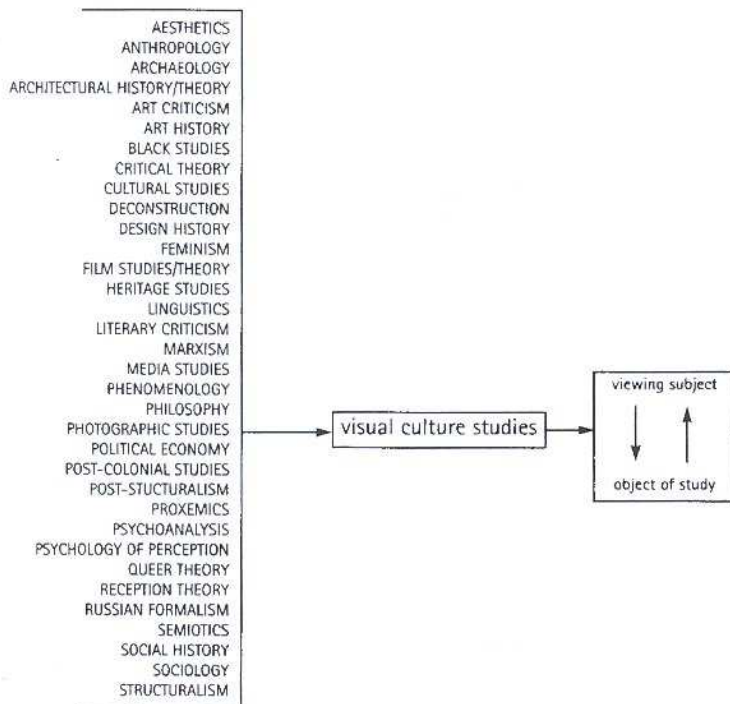 AESTHETICS
ANTHROPOLOGY
ARCHAEOLOGY
ARCHITECTURAL HISTORY/THEORY
ART CRITICISM
ART HISTORY
BLACK STUDIES
CRITICAL THEORY
CULTURAL STUDIES
DECONSTRUCTION
DESIGN HISTORY
FEMINISM
FILM STUDIES/THEORY
HERITAGE STUDIES
LINGUISTICS
LITERARY CRITICISM
MARXISM
MEDIA STUDIES
PHENOMENOLOGY
PHILOSOPHY
PHOTOGRAPHIC STUDIES
POLITICAL ECONOMY
POST-COLONIAL STUDIES
POST-STUCTURALISM
PROXEMICS
PSYCHOANALYSIS
PSYCHOLOGY OF PERCEPTION
QUEER THEORY
RECEPTION THEORY
RUSSIAN FORMALISM
SEMIOTICS
SOCIAL HISTORY
SOCIOLOGY
STRUCTURALISM
visual culture studies
viewing subject
object of study